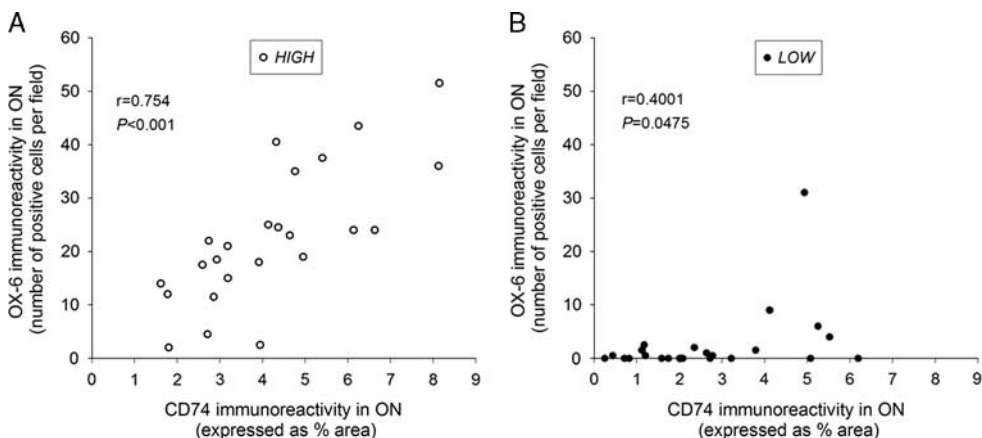 A
HIGH
r=0.754
P<0.001
OX-6 immunoreactivity in ON
(number of positive cells per field)
60
50
40
30
20
10
0
0 1 2 3 4 5 6 7 8 9
CD74 immunoreactivity in ON
(expressed as % area)
B
LOW
r=0.4001
P=0.0475
OX-6 immunoreactivity in ON
(number of positive cells per field)
60
50
40
30
20
10
0
0 1 2 3 4 5 6 7 8 9
CD74 immunoreactivity in ON
(expressed as % area)